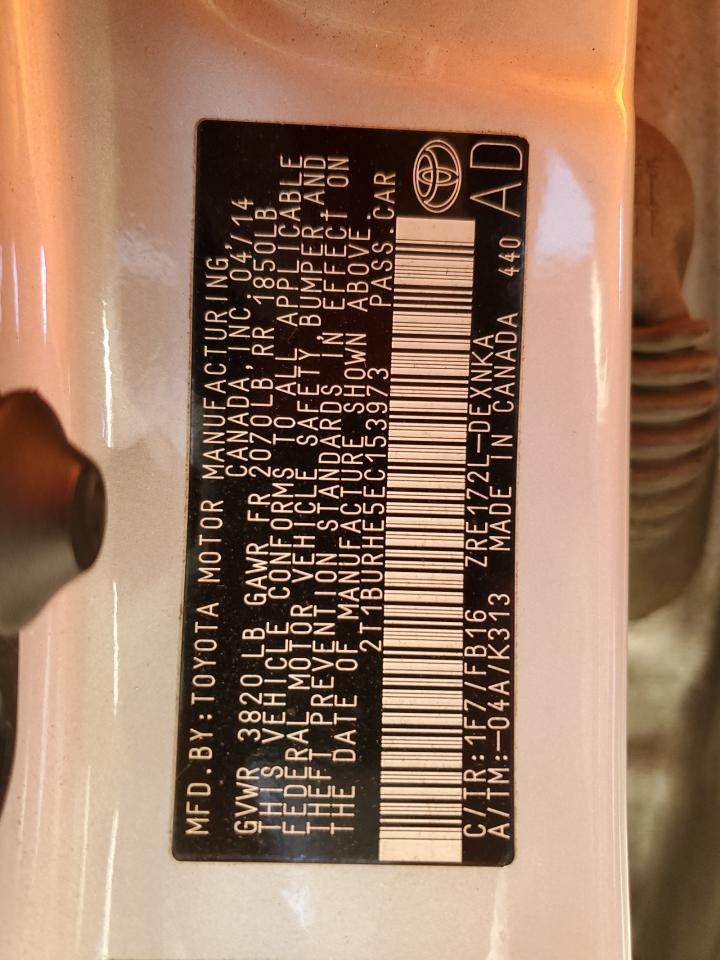 MFD.BY:TOYOTA MOTOR MANUFACTURING,
CANADA, INC. 04/14
GVWR 3820 LB GAWR FR 2070LB, RR 1850LB
THIS VEHICLE CONFORMS TO ALL APPLICABLE
FEDERAL MOTOR VEHICLE SAFETY, BUMPER AND
THEFT PREVENTION STANDARDS IN EFFECT ON
THE DATE OF MANUFACTURE SHOWN ABOVE
2T1BURHE5EC153973 PASS.CAR
C/TR:1F7/FB16 ZRE172L-DEXNKA
A/TM:-04A/K313 MADE IN CANADA 440 AD